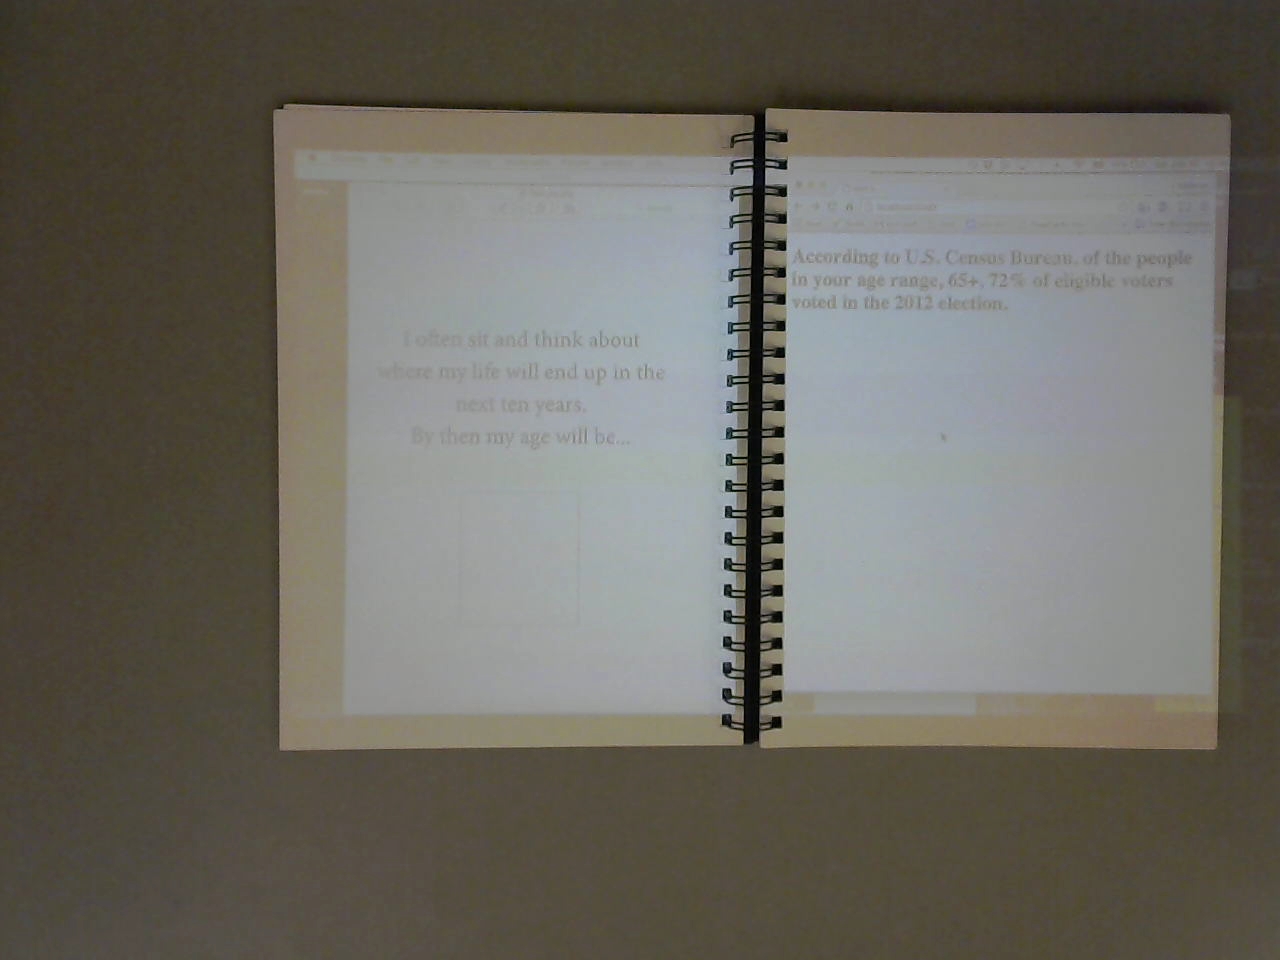 I often sit and think about
where my life will end up in the
next ten years.
By then my age will be...
According to U.S. Census Bureau, of the people
in your age range, 65+, 72% of eligible voters
voted in the 2012 election.